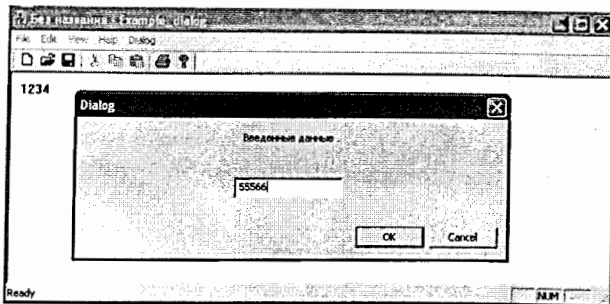 Без названия - Example_dialog
File Edit View Help Dialog
1234
Dialog
Введенные данные
55566
OK Cancel
Ready NUM